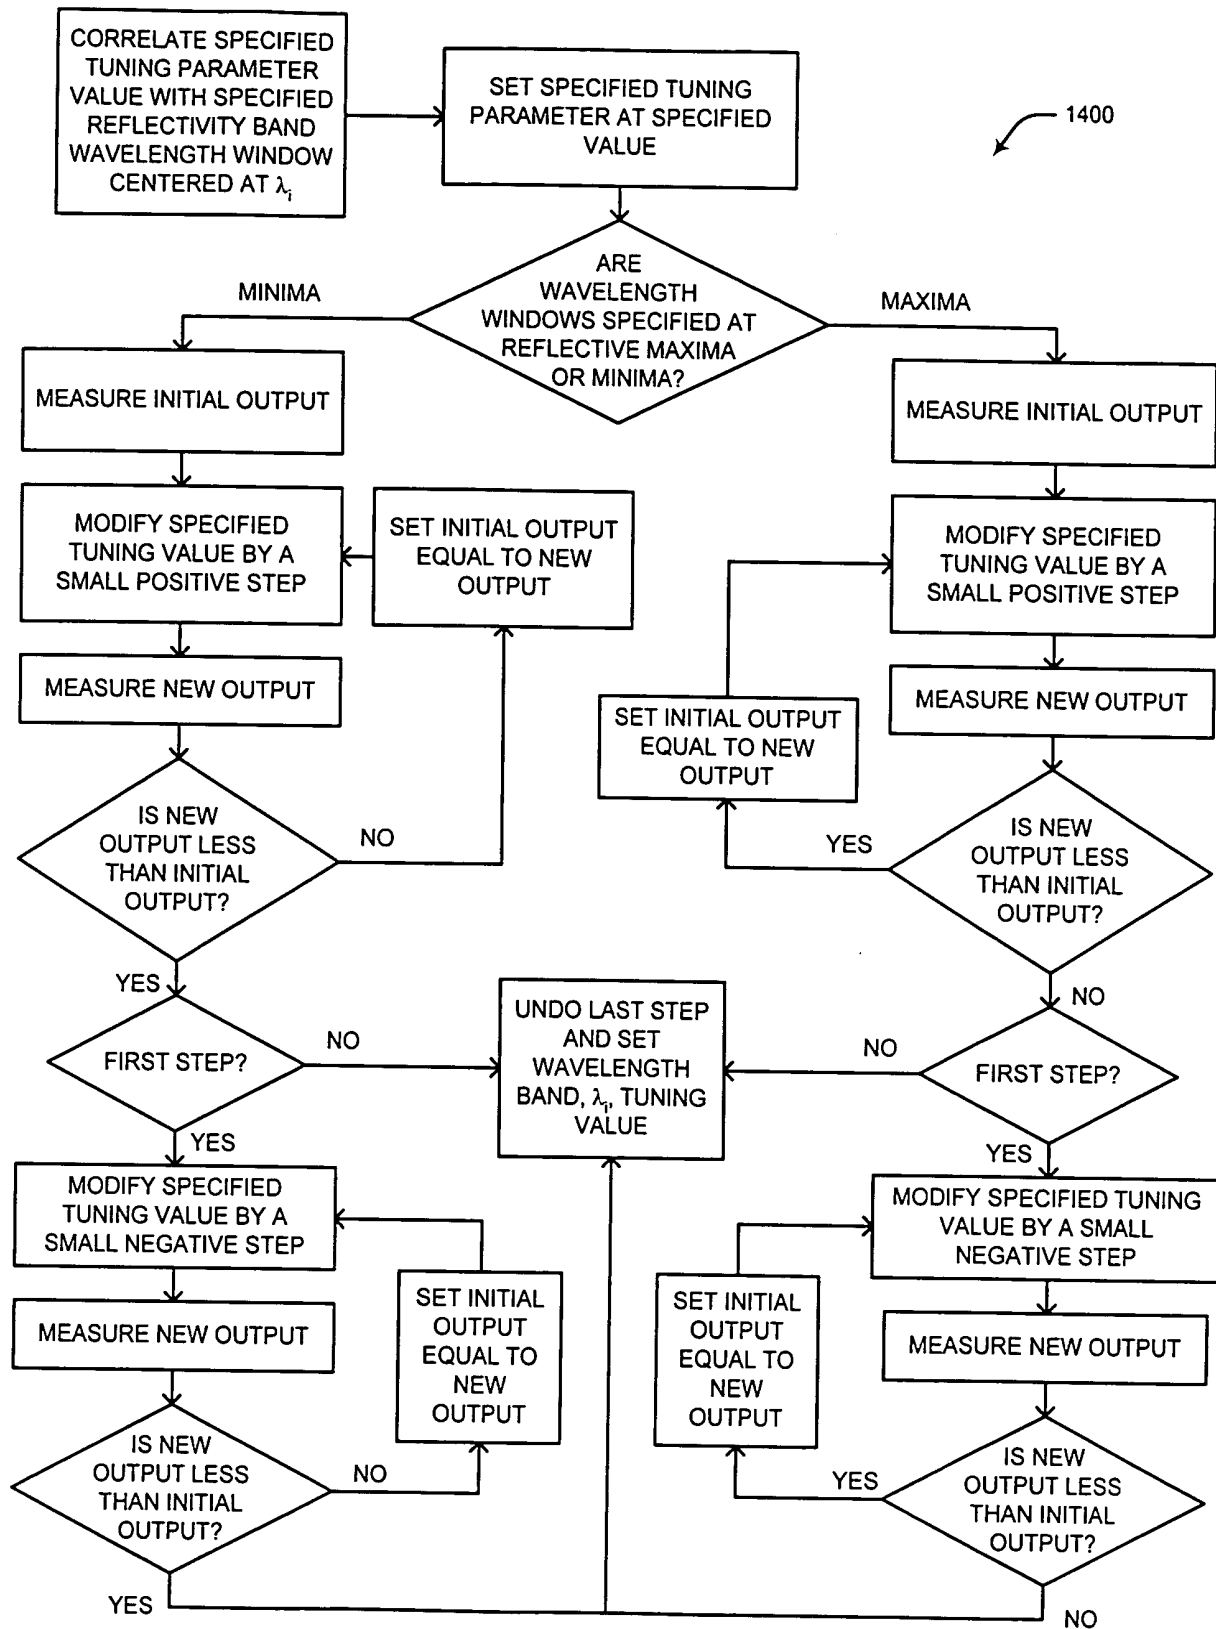 CORRELATE SPECIFIED
TUNING PARAMETER
VALUE WITH SPECIFIED
REFLECTIVITY BAND
WAVELENGTH WINDOW
CENTERED AT λi
SET SPECIFIED TUNING
PARAMETER AT SPECIFIED
VALUE
1400
ARE
WAVELENGTH
WINDOWS SPECIFIED AT
REFLECTIVE MAXIMA
OR MINIMA?
MINIMA
MAXIMA
MEASURE INITIAL OUTPUT
MODIFY SPECIFIED
TUNING VALUE BY A
SMALL POSITIVE STEP
SET INITIAL OUTPUT
EQUAL TO NEW
OUTPUT
MEASURE NEW OUTPUT
IS NEW
OUTPUT LESS
THAN INITIAL
OUTPUT?
NO
YES
FIRST STEP?
NO
YES
MODIFY SPECIFIED
TUNING VALUE BY A
SMALL NEGATIVE STEP
MEASURE NEW OUTPUT
SET INITIAL
OUTPUT
EQUAL TO
NEW
OUTPUT
IS NEW
OUTPUT LESS
THAN INITIAL
OUTPUT?
NO
YES
UNDO LAST STEP
AND SET
WAVELENGTH
BAND, λi, TUNING
VALUE
MEASURE INITIAL OUTPUT
MODIFY SPECIFIED
TUNING VALUE BY A
SMALL POSITIVE STEP
MEASURE NEW OUTPUT
SET INITIAL OUTPUT
EQUAL TO NEW
OUTPUT
YES
IS NEW
OUTPUT LESS
THAN INITIAL
OUTPUT?
NO
NO
FIRST STEP?
YES
MODIFY SPECIFIED TUNING
VALUE BY A SMALL
NEGATIVE STEP
SET INITIAL
OUTPUT
EQUAL TO
NEW
OUTPUT
MEASURE NEW OUTPUT
YES
IS NEW
OUTPUT LESS
THAN INITIAL
OUTPUT?
NO